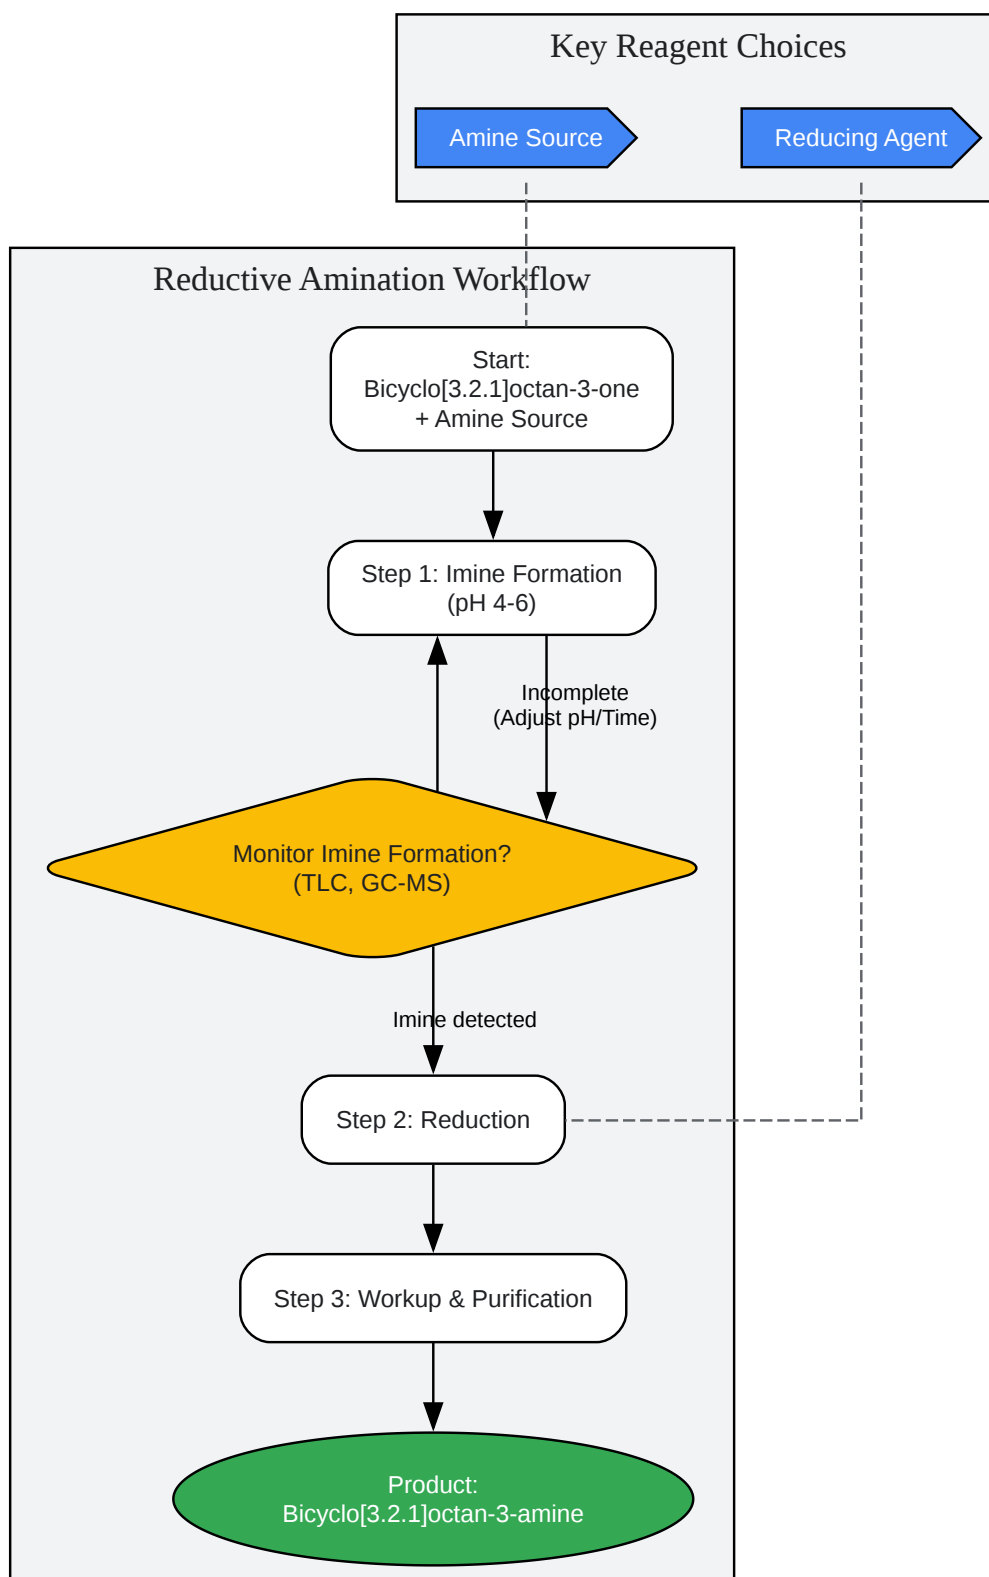 Key Reagent Choices
Amine Source
Reducing Agent
Reductive Amination Workflow
Start:
Bicyclo[3.2.1]octan-3-one
+ Amine Source
Step 1: Imine Formation
(pH 4-6)
Incomplete
(Adjust pH/Time)
Monitor Imine Formation?
(TLC, GC-MS)
Imine detected
Step 2: Reduction
Step 3: Workup & Purification
Product:
Bicyclo[3.2.1]octan-3-amine